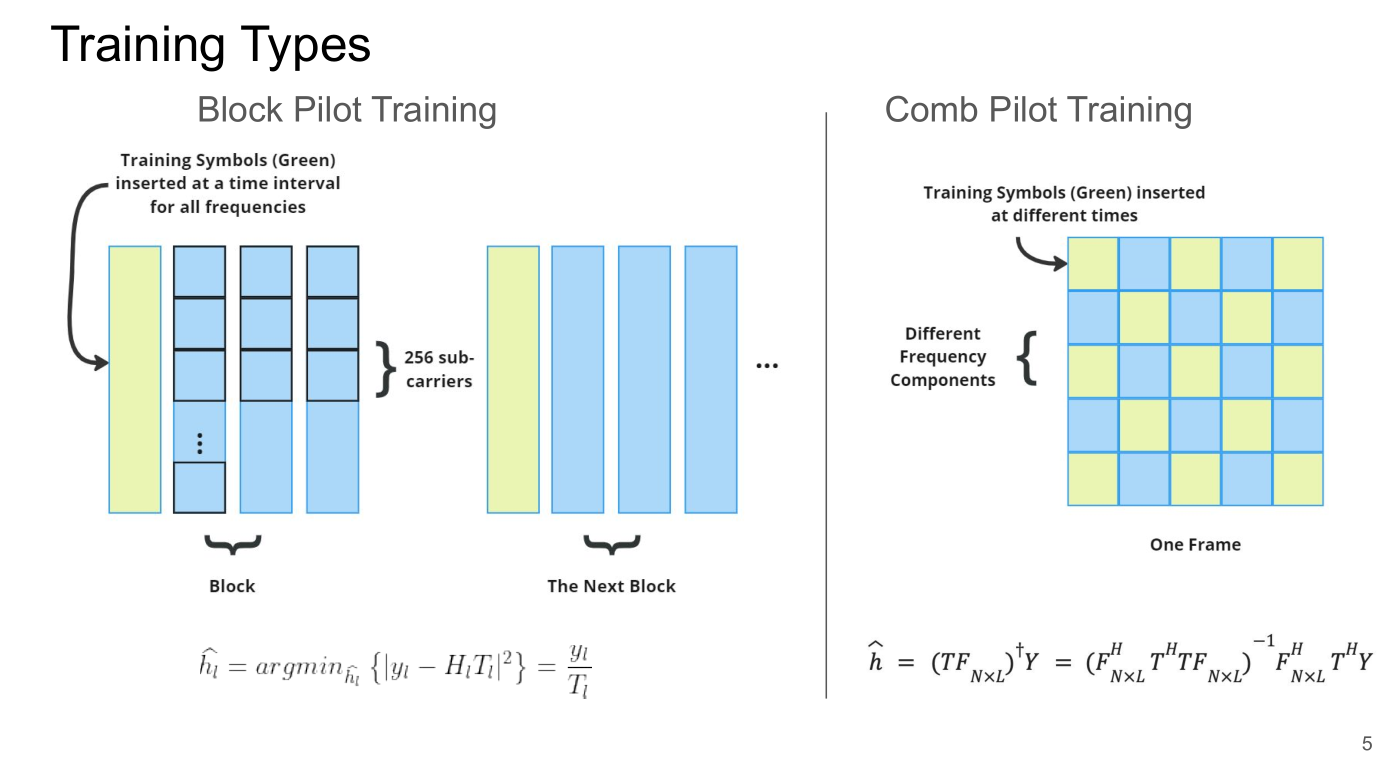 Training Types
Block Pilot Training
Training Symbols (Green)
inserted at a time interval
for all frequencies
256 sub-
carriers
...
Block
The Next Block
$\widehat{h_l} = argmin_{\widehat{h_l}} \{|y_l - H_l T_l|^2\} = \frac{y_l}{T_l}$
Comb Pilot Training
Training Symbols (Green) inserted
at different times
Different
Frequency
Components
One Frame
$\widehat{h} = (TF_{N \times L})^{\dagger} Y = (F_{N \times L}^{H} T^{H} T F_{N \times L})^{-1} F_{N \times L}^{H} T^{H} Y$
5